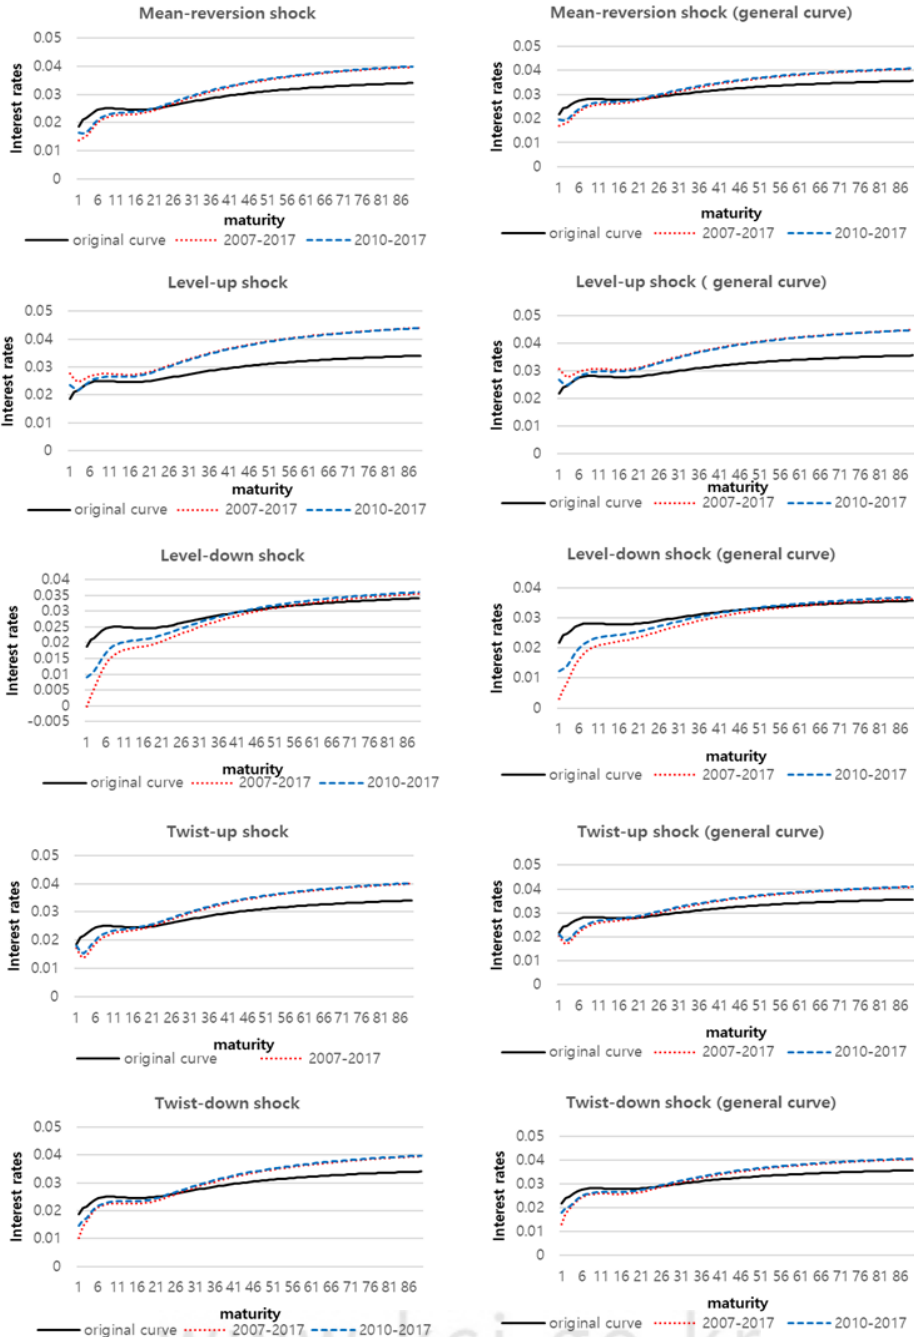 Mean-reversion shock
Interest rates
0.05
0.04
0.03
0.02
0.01
0
1 6 11 16 21 26 31 36 41 46 51 56 61 66 71 76 81 86
maturity
original curve 2007-2017 2010-2017
Mean-reversion shock (general curve)
Interest rates
0.05
0.04
0.03
0.02
0.01
0
1 6 11 16 21 26 31 36 41 46 51 56 61 66 71 76 81 86
maturity
original curve 2007-2017 2010-2017
Level-up shock
Interest rates
0.05
0.04
0.03
0.02
0.01
0
1 6 11 16 21 26 31 36 41 46 51 56 61 66 71 76 81 86
maturity
original curve 2007-2017 2010-2017
Level-up shock ( general curve)
Interest rates
0.05
0.04
0.03
0.02
0.01
0
1 6 11 16 21 26 31 36 41 46 51 56 61 66 71 76 81 86
maturity
original curve 2007-2017 2010-2017
Level-down shock
Interest rates
0.04
0.035
0.03
0.025
0.02
0.015
0.01
0.005
0
-0.005
1 6 11 16 21 26 31 36 41 46 51 56 61 66 71 76 81 86
maturity
original curve 2007-2017 2010-2017
Level-down shock (general curve)
Interest rates
0.04
0.03
0.02
0.01
0
1 6 11 16 21 26 31 36 41 46 51 56 61 66 71 76 81 86
maturity
original curve 2007-2017 2010-2017
Twist-up shock
Interest rates
0.05
0.04
0.03
0.02
0.01
0
1 6 11 16 21 26 31 36 41 46 51 56 61 66 71 76 81 86
maturity
original curve 2007-2017
Twist-up shock (general curve)
Interest rates
0.05
0.04
0.03
0.02
0.01
0
1 6 11 16 21 26 31 36 41 46 51 56 61 66 71 76 81 86
maturity
original curve 2007-2017 2010-2017
Twist-down shock
Interest rates
0.05
0.04
0.03
0.02
0.01
0
1 6 11 16 21 26 31 36 41 46 51 56 61 66 71 76 81 86
maturity
original curve 2007-2017 2010-2017
Twist-down shock (general curve)
Interest rates
0.05
0.04
0.03
0.02
0.01
0
1 6 11 16 21 26 31 36 41 46 51 56 61 66 71 76 81 86
maturity
original curve 2007-2017 2010-2017